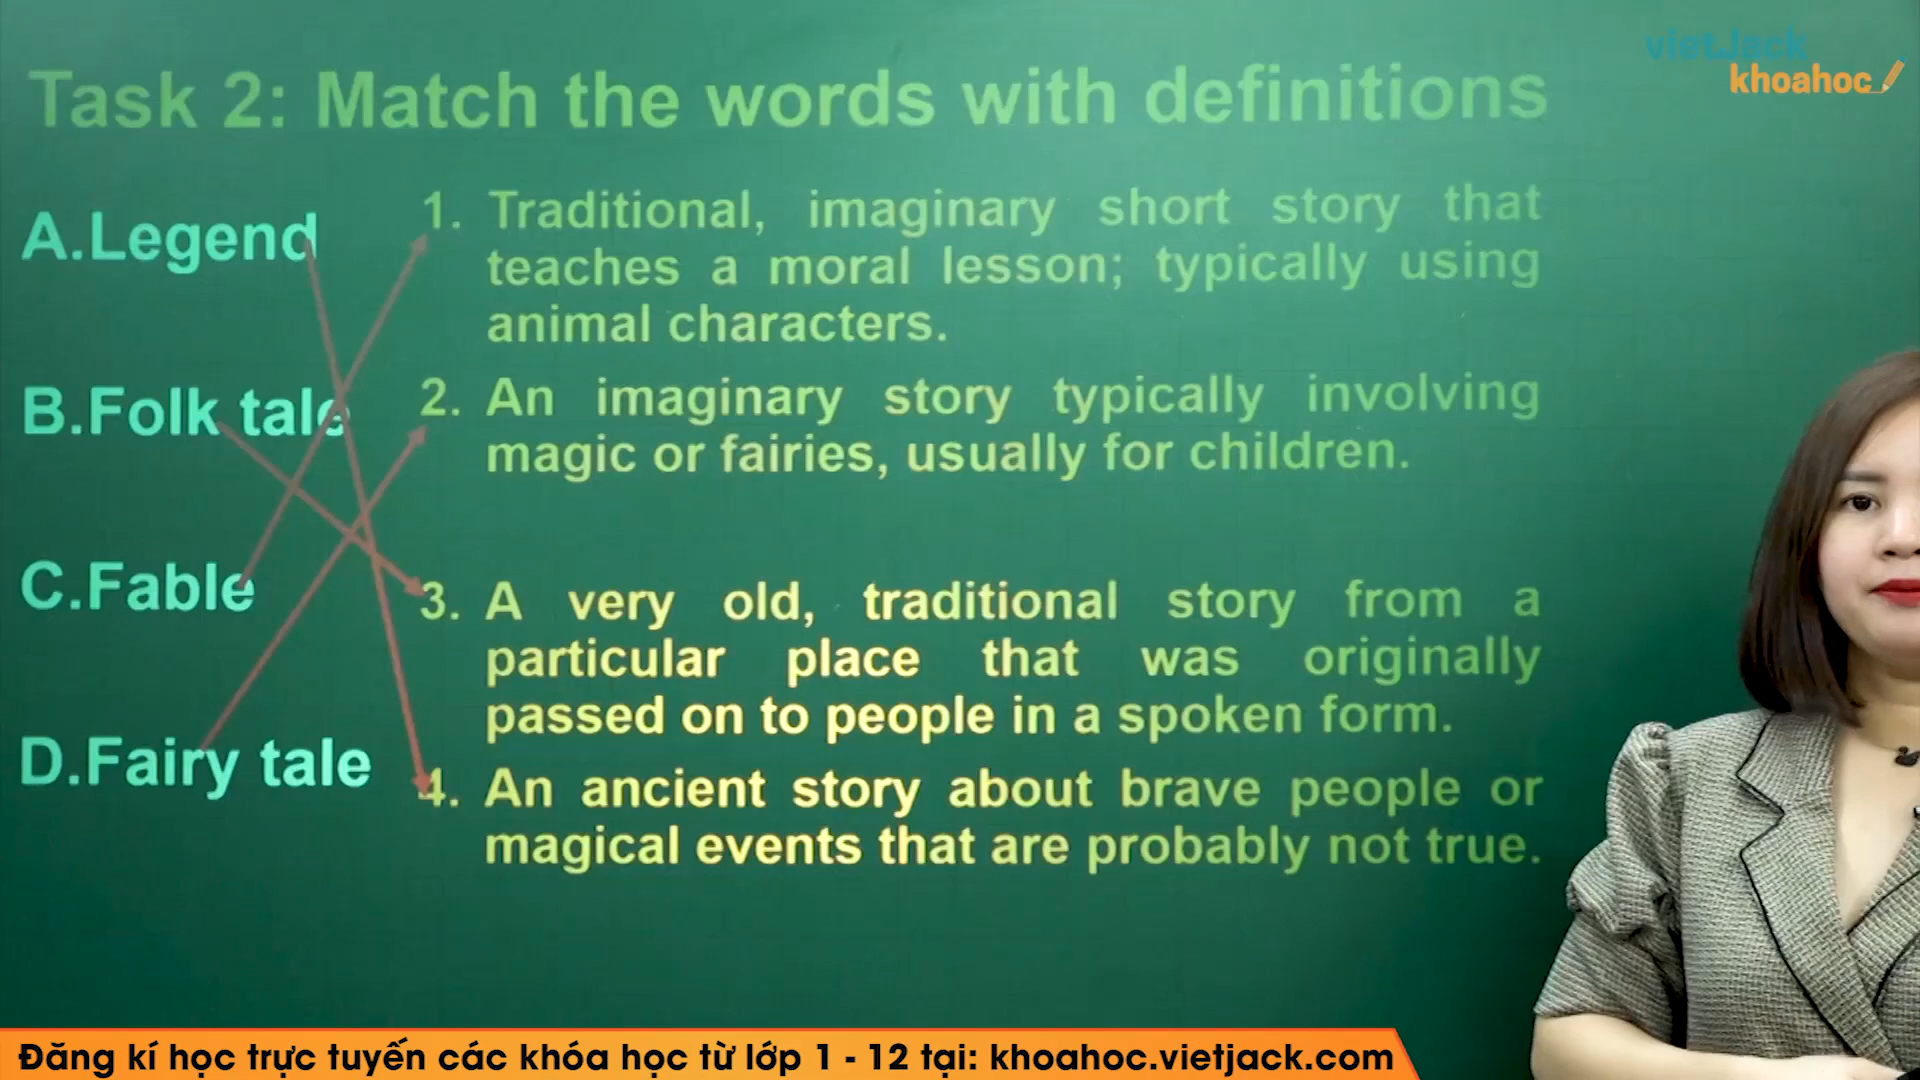 vietJack
khoahoc
Task 2: Match the words with definitions
A.Legend
B.Folk tale
C.Fable
D.Fairy tale
1. Traditional, imaginary short story that
teaches a moral lesson; typically using
animal characters.
2. An imaginary story typically involving
magic or fairies, usually for children.
3. A very old, traditional story from a
particular place that was originally
passed on to people in a spoken form.
4. An ancient story about brave people or
magical events that are probably not true.
Đăng kí học trực tuyến các khóa học từ lớp 1 - 12 tại: khoahoc.vietjack.com